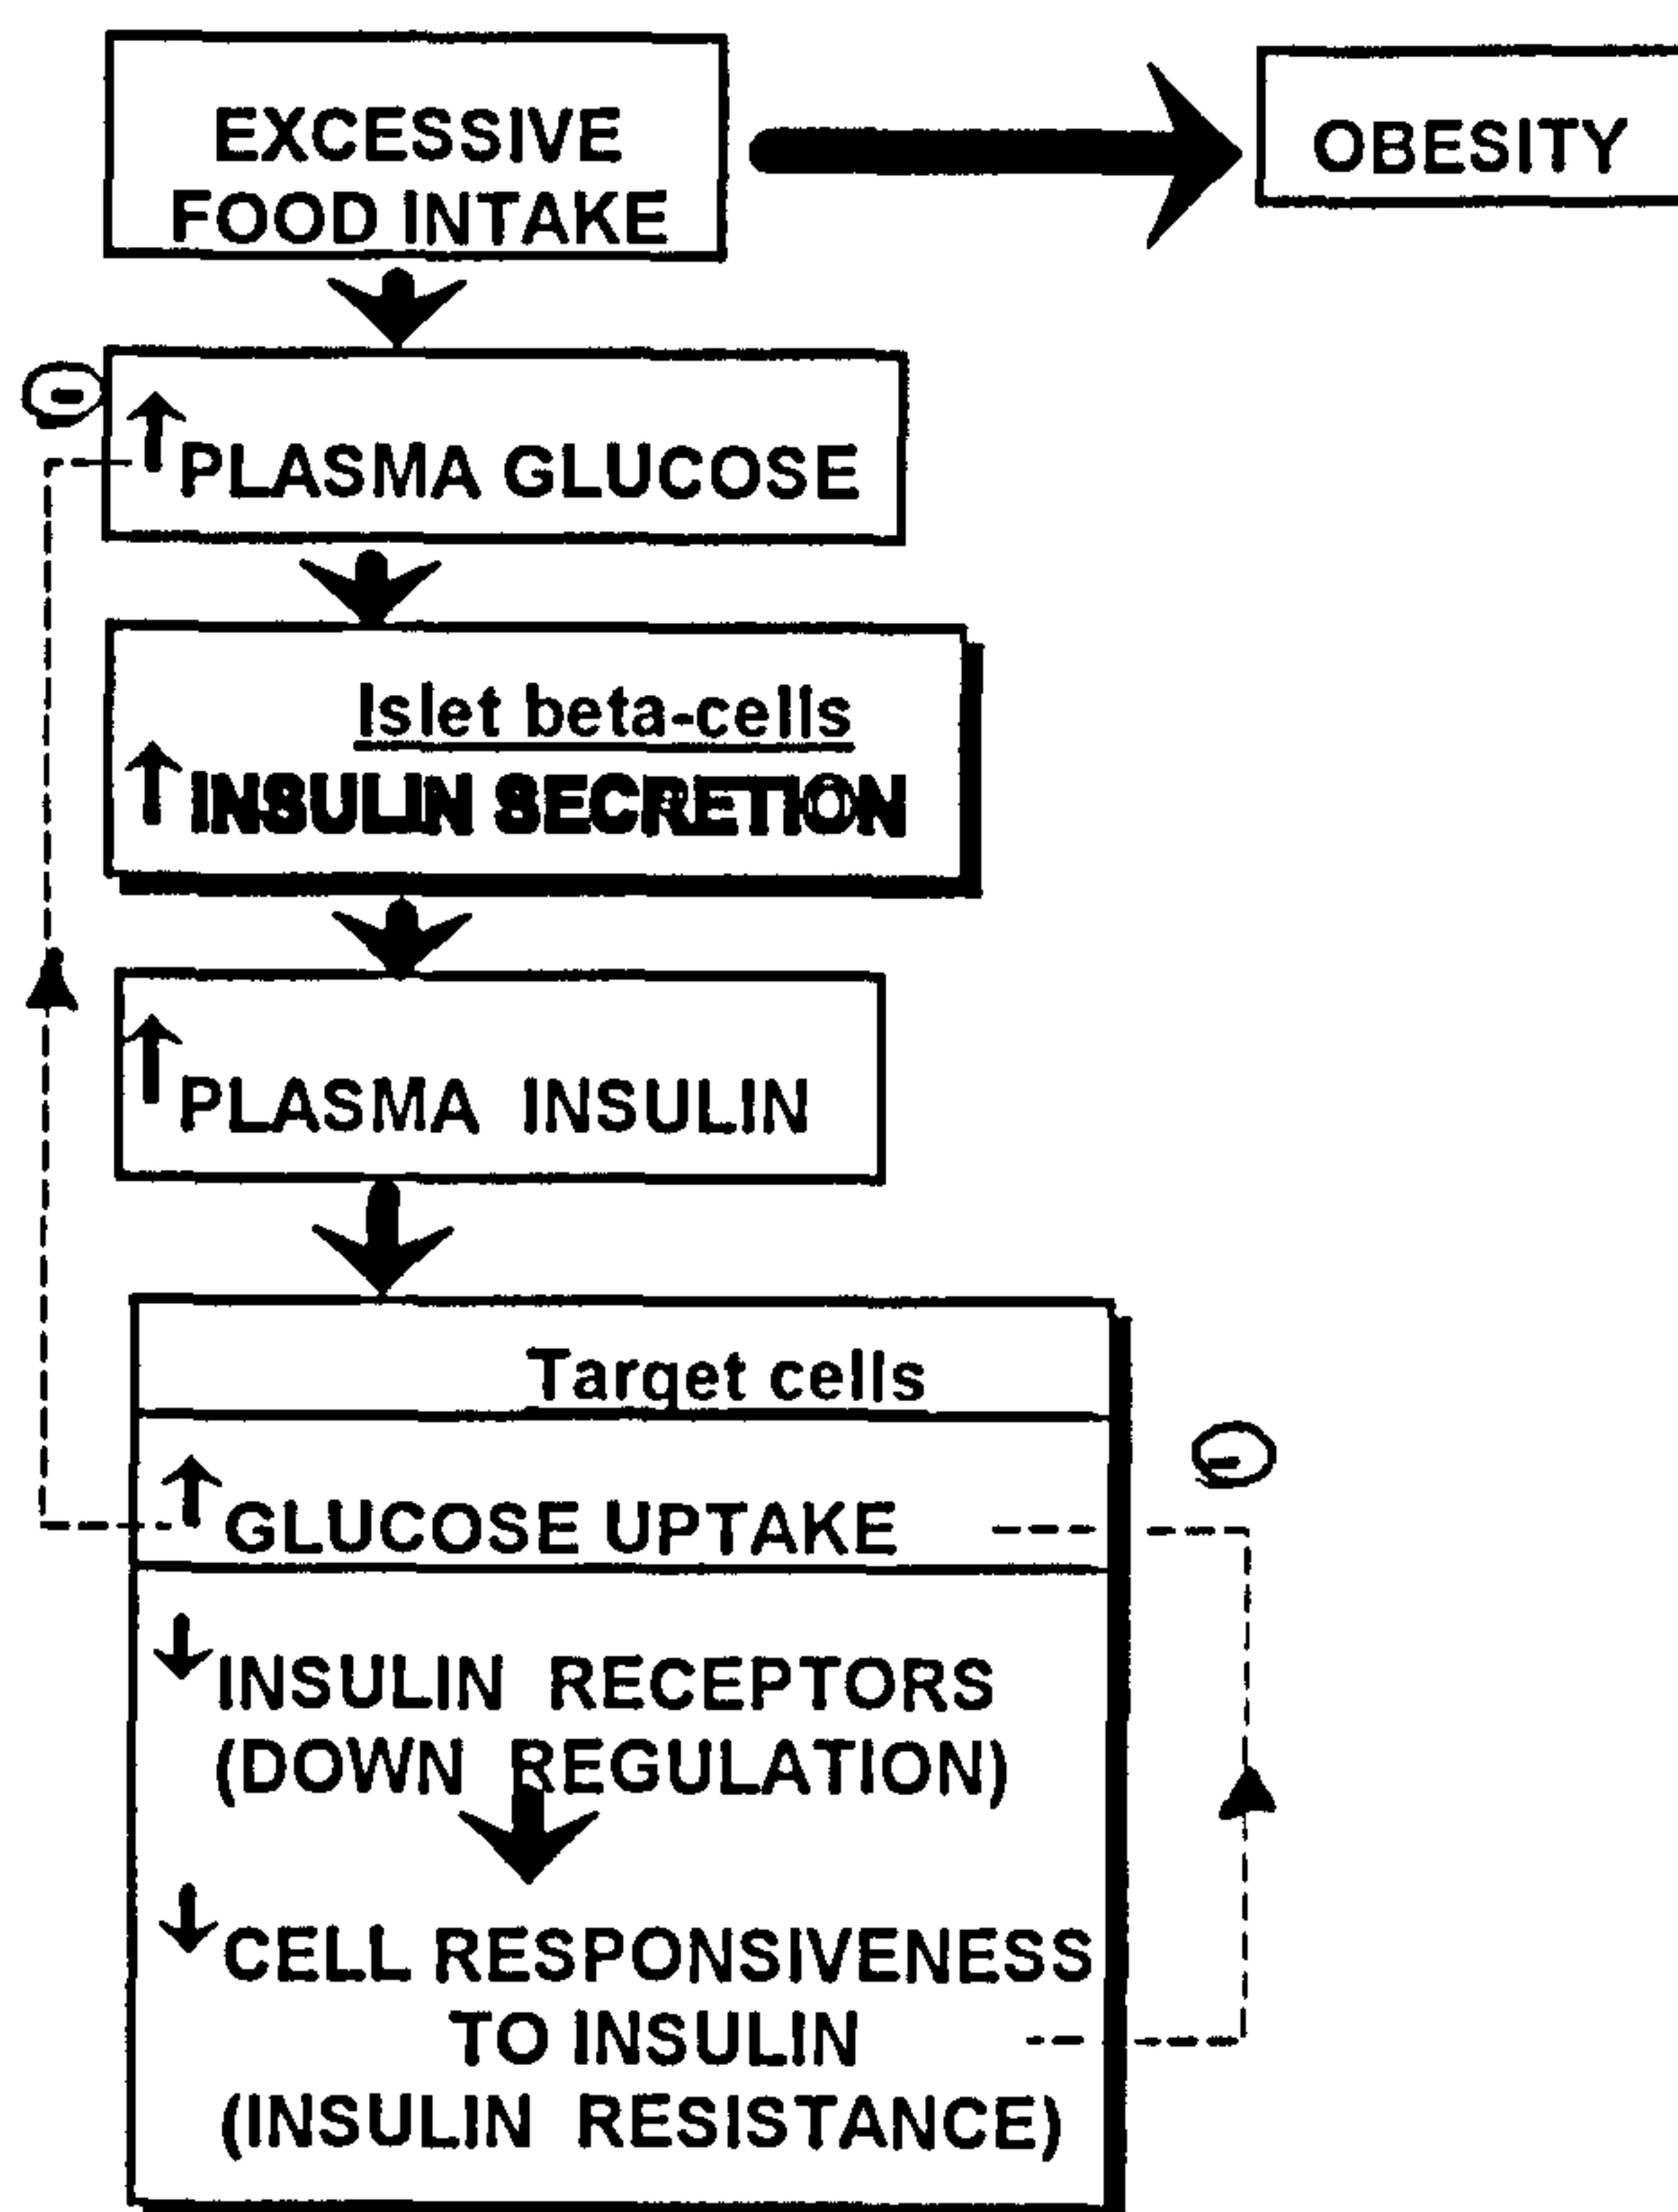 EXCESSIVE
FOOD INTAKE
OBESITY
↑ PLASMA GLUCOSE
Islet beta-cells
↑ INSULIN SECRETION
↑ PLASMA INSULIN
Target cells
↑ GLUCOSE UPTAKE
↓ INSULIN RECEPTORS
(DOWN REGULATION)
↓ CELL RESPONSIVENESS
TO INSULIN
(INSULIN RESISTANCE)